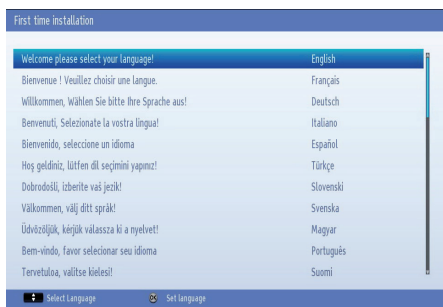 First time installation
Welcome please select your language! English
Bienvenue ! Veuillez choisir une langue. Français
Willkommen, Wählen Sie bitte Ihre Sprache aus! Deutsch
Benvenuti, Selezionate la vostra lingua! Italiano
Bienvenido, seleccione un idioma Español
Hoş geldiniz, lütfen dil seçimini yapınız! Türkçe
Dobrodošli, izberite vaš jezik! Slovenski
Välkommen, välj ditt språk! Svenska
Üdvözöljük, kérjük válassza ki a nyelvet! Magyar
Bem-vindo, favor selecionar seu idioma Português
Tervetuloa, valitse kielesi! Suomi
Select Language OK Set language